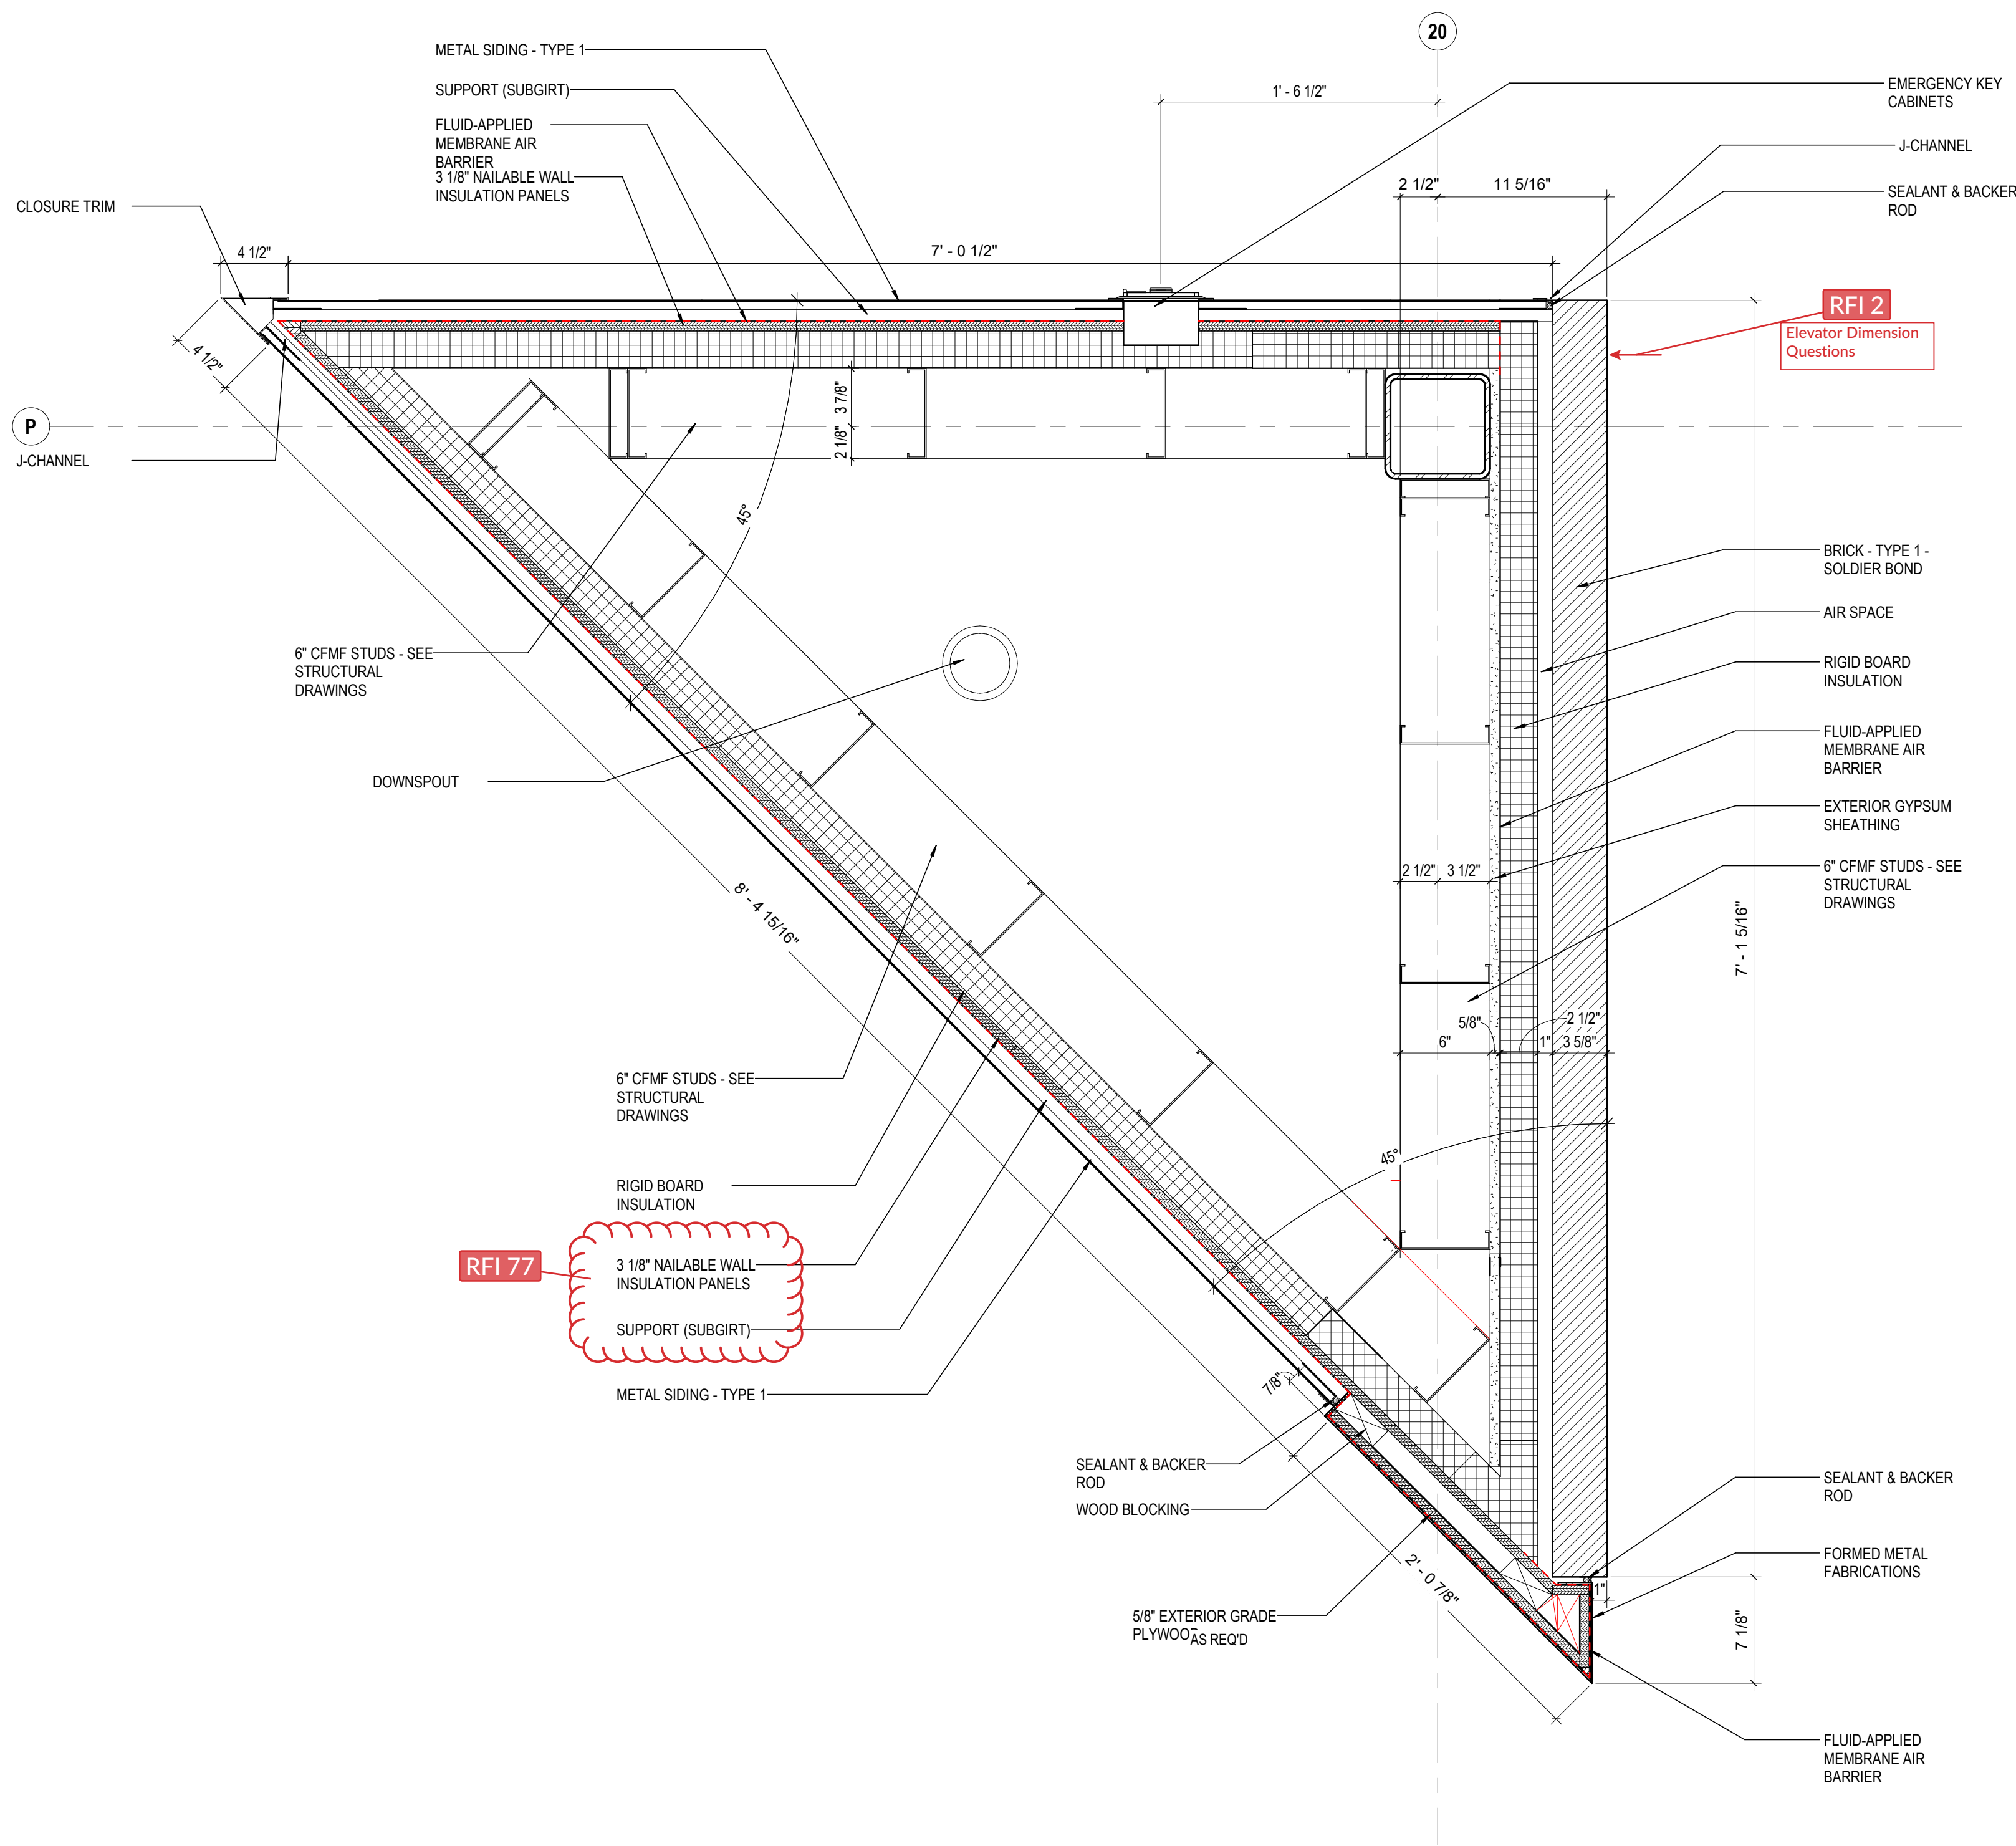 20
METAL SIDING - TYPE 1
SUPPORT (SUBGIRT)
FLUID-APPLIED
MEMBRANE AIR
BARRIER
3 1/8" NAILABLE WALL
INSULATION PANELS
CLOSURE TRIM
1' - 6 1/2"
EMERGENCY KEY
CABINETS
J-CHANNEL
SEALANT & BACKER
ROD
2 1/2"
11 5/16"
4 1/2"
7' - 0 1/2"
RFI 2
Elevator Dimension
Questions
4 1/2"
P
J-CHANNEL
3 7/8"
2 1/8"
45°
BRICK - TYPE 1 -
SOLDIER BOND
AIR SPACE
RIGID BOARD
INSULATION
FLUID-APPLIED
MEMBRANE AIR
BARRIER
EXTERIOR GYPSUM
SHEATHING
6" CFMF STUDS - SEE
STRUCTURAL
DRAWINGS
6" CFMF STUDS - SEE
STRUCTURAL
DRAWINGS
DOWNSPOUT
2 1/2"
3 1/2"
8' - 4 15/16"
7' - 1 5/16"
5/8"
2 1/2"
6"
1"
3 5/8"
6" CFMF STUDS - SEE
STRUCTURAL
DRAWINGS
45°
RIGID BOARD
INSULATION
RFI 77
3 1/8" NAILABLE WALL
INSULATION PANELS
SUPPORT (SUBGIRT)
METAL SIDING - TYPE 1
7/8"
SEALANT & BACKER
ROD
WOOD BLOCKING
5/8" EXTERIOR GRADE
PLYWOOD
AS REQ'D
2' - 0 7/8"
1"
7 1/8"
SEALANT & BACKER
ROD
FORMED METAL
FABRICATIONS
FLUID-APPLIED
MEMBRANE AIR
BARRIER